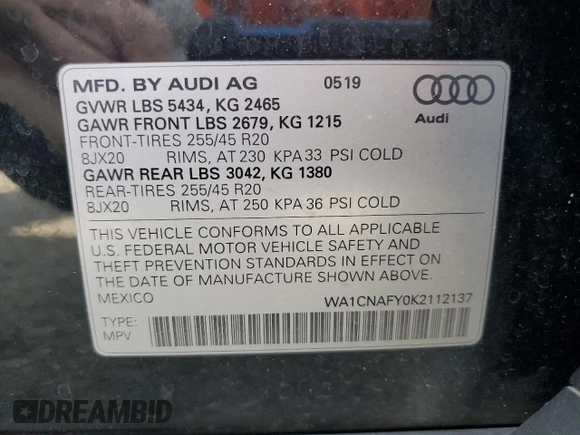 MFD. BY AUDI AG 0519
GVWR LBS 5434, KG 2465
GAWR FRONT LBS 2679, KG 1215
FRONT-TIRES 255/45 R20
8JX20 RIMS, AT 230 KPA 33 PSI COLD
GAWR REAR LBS 3042, KG 1380
REAR-TIRES 255/45 R20
8JX20 RIMS, AT 250 KPA 36 PSI COLD
Audi
THIS VEHICLE CONFORMS TO ALL APPLICABLE
U.S. FEDERAL MOTOR VEHICLE SAFETY AND
THEFT PREVENTION STANDARDS IN EFFECT ON
THE DATE OF MANUFACTURE SHOWN ABOVE.
MEXICO WA1CNAFY0K2112137
TYPE:
MPV
DREAMBID